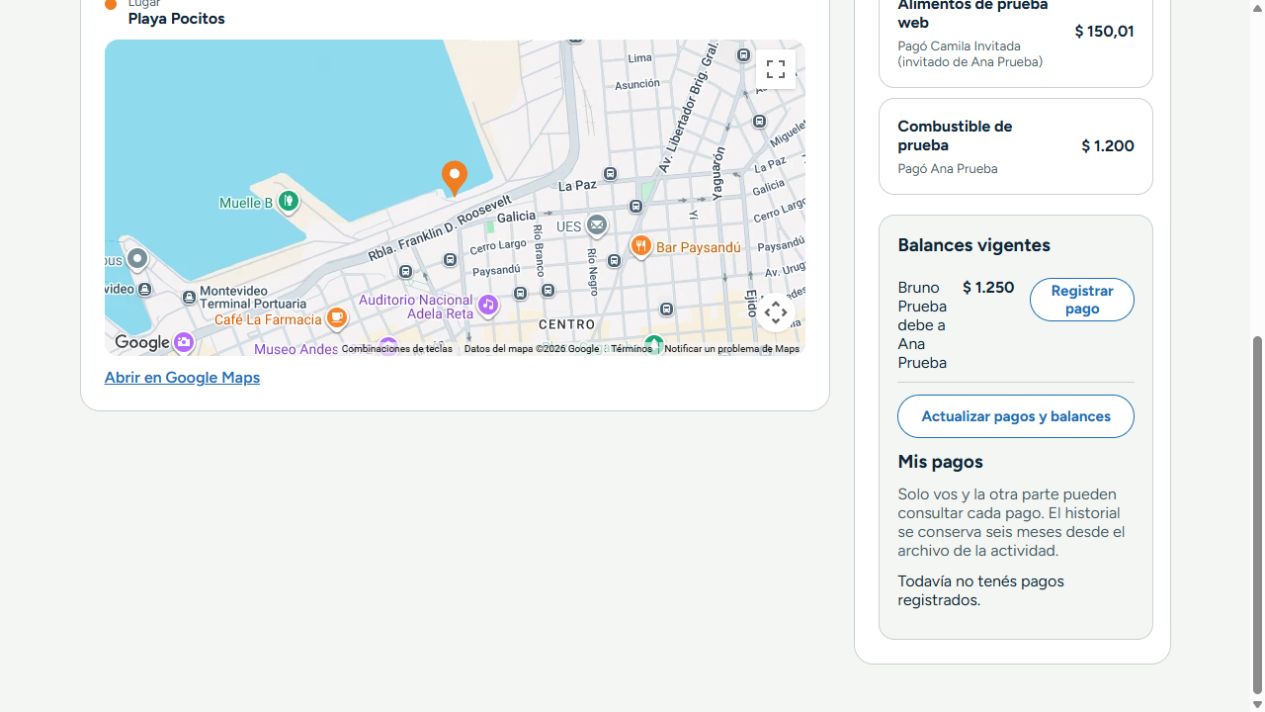 Lugar
Playa Pocitos
Lima
Asunción
Av. Libertador Brig. Gral.
Miguelete
La Paz
Yaguarón
La Paz
Galicia
Muelle B
Rbla. Franklin D. Roosevelt
Galicia
UES
Yí
Cerro Largo
Cerro Largo
Río Branco
Bar Paysandú
Paysandú
Paysandú
Río Negro
Av. Urug
Montevideo
Terminal Portuaria
Auditorio Nacional
Adela Reta
Ejido
Café La Farmacia
CENTRO
Google
Museo Andes
Combinaciones de teclas
Datos del mapa ©2026 Google
Términos
Notificar un problema de Maps
Abrir en Google Maps
Alimentos de prueba
web
$ 150,01
Pagó Camila Invitada
(invitado de Ana Prueba)
Combustible de
prueba
$ 1.200
Pagó Ana Prueba
Balances vigentes
Bruno
Prueba
debe a
Ana
Prueba
$ 1.250
Registrar
pago
Actualizar pagos y balances
Mis pagos
Solo vos y la otra parte pueden
consultar cada pago. El historial
se conserva seis meses desde el
archivo de la actividad.
Todavía no tenés pagos
registrados.